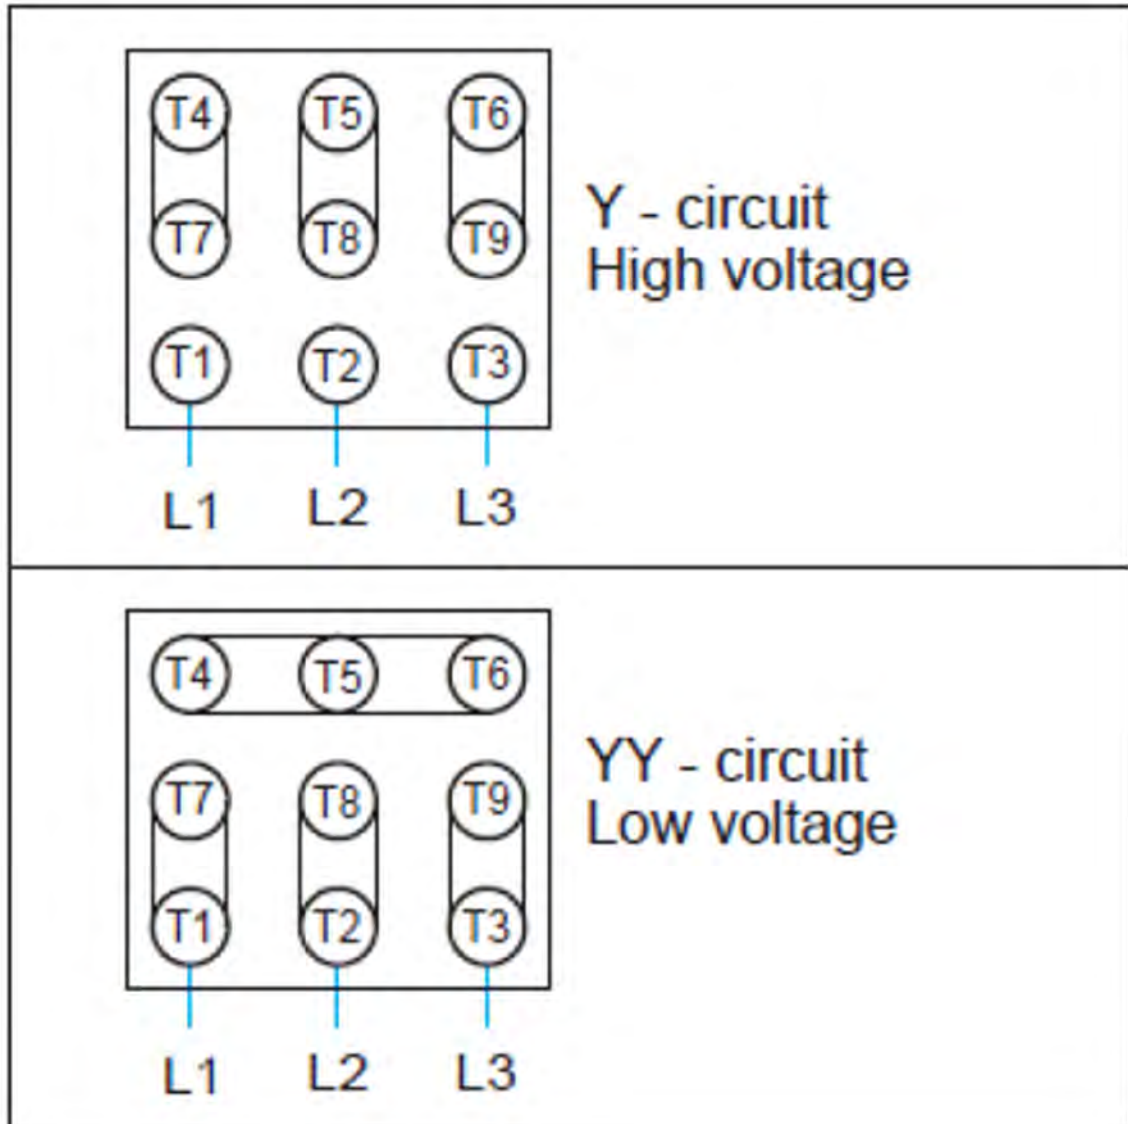 T4 T5 T6
T7 T8 T9
T1 T2 T3
L1 L2 L3
Y - circuit
High voltage
T4 T5 T6
T7 T8 T9
T1 T2 T3
L1 L2 L3
YY - circuit
Low voltage